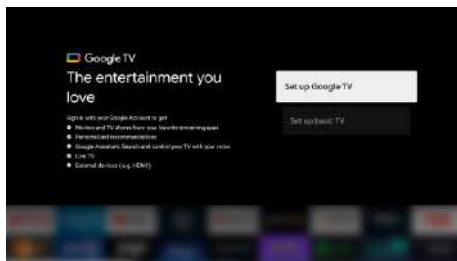 Google TV
The entertainment you
love
Sign in with your Google Account to get:
Movies and TV shows from your favorite streaming apps
Personalized recommendations
Google Assistant: Search and control your TV with your voice
Live TV
External devices (e.g. HDMI)
Set up Google TV
Set up basic TV